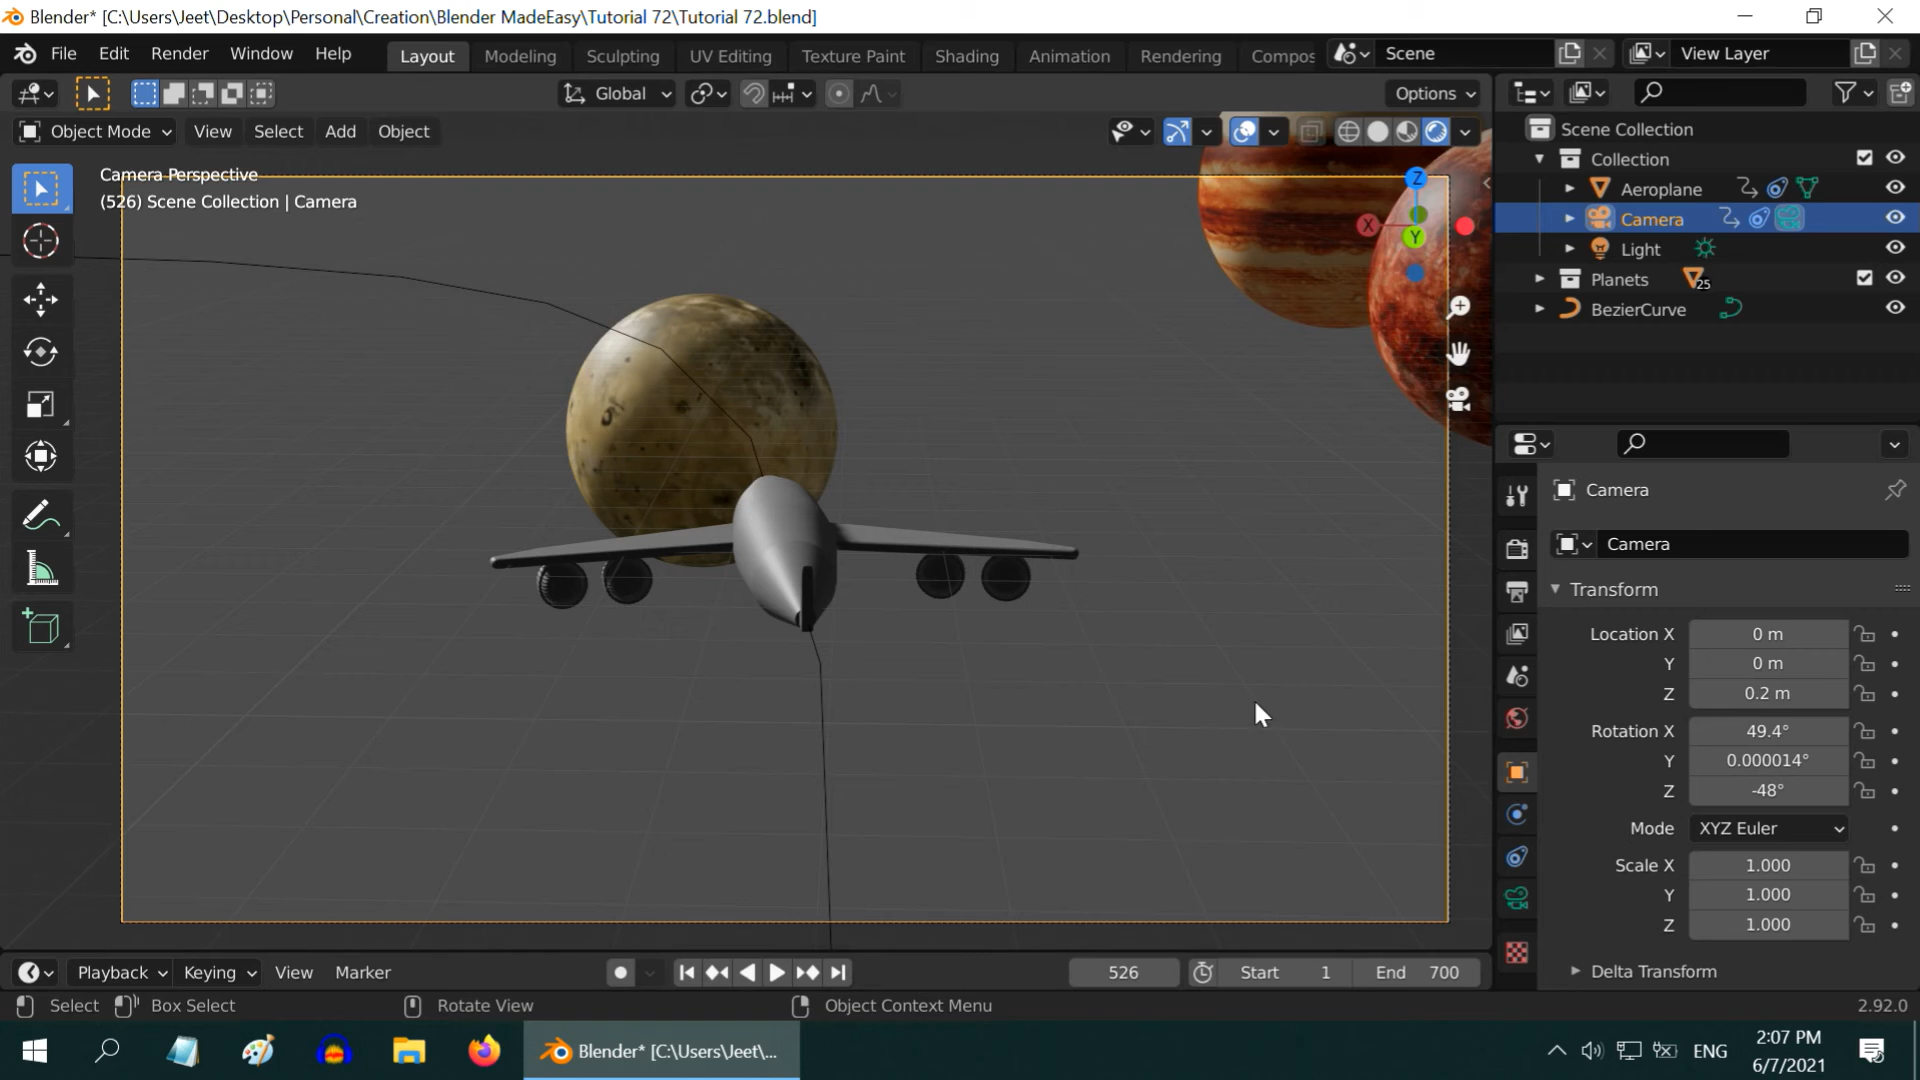 Blender* [C:\Users\Jeet\Desktop\Personal\Creation\Blender MadeEasy\Tutorial 72\Tutorial 72.blend]
File Edit Render Window Help Layout Modeling Sculpting UV Editing Texture Paint Shading Animation Rendering Compos Scene View Layer
Global Options
Object Mode View Select Add Object
Camera Perspective
(526) Scene Collection | Camera
Z
X
Y
Scene Collection
Collection
Aeroplane
Camera
Light
Planets 25
BezierCurve
Camera
Camera
Transform
Location X 0 m
Y 0 m
Z 0.2 m
Rotation X 49.4°
Y 0.000014°
Z -48°
Mode XYZ Euler
Scale X 1.000
Y 1.000
Z 1.000
Delta Transform
Playback Keying View Marker 526 Start 1 End 700
Select Box Select Rotate View Object Context Menu 2.92.0
Blender* [C:\Users\Jeet\... ENG 2:07 PM
6/7/2021